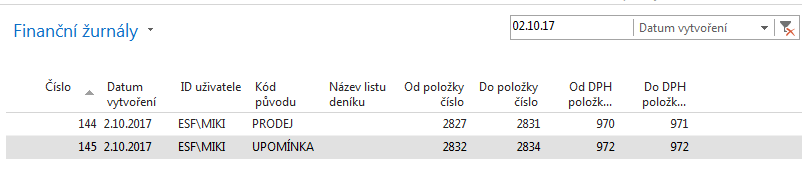 Finanční žurnály
02.10.17 Datum vytvoření
Číslo Datum vytvoření ID uživatele Kód původu Název listu deníku Od položky číslo Do položky číslo Od DPH položk... Do DPH položk...
144 2.10.2017 ESF\MIKI PRODEJ 2827 2831 970 971
145 2.10.2017 ESF\MIKI UPOMÍNKA 2832 2834 972 972